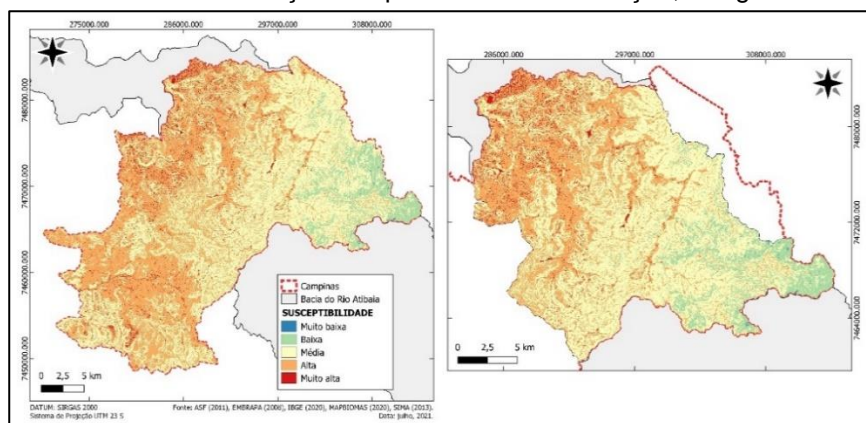 275000.000 286000.000 297000.000 308000.000
7480000.000
7470000.000
7460000.000
7450000.000
Campinas
Bacia do Rio Atibaia
SUSCEPTIBILIDADE
Muito baixa
Baixa
Média
Alta
Muito alta
0 2,5 5 km
DATUM: SIRGAS 2000
Sistema de Projeção UTM 23 S
Fonte: ASF (2011), EMBRAPA (2006), IBGE (2020), MAPBIOMAS (2020), SIMA (2013).
Data: julho, 2021.
286000.000 297000.000 308000.000
7480000.000
7472000.000
7464000.000
0 2,5 5 km